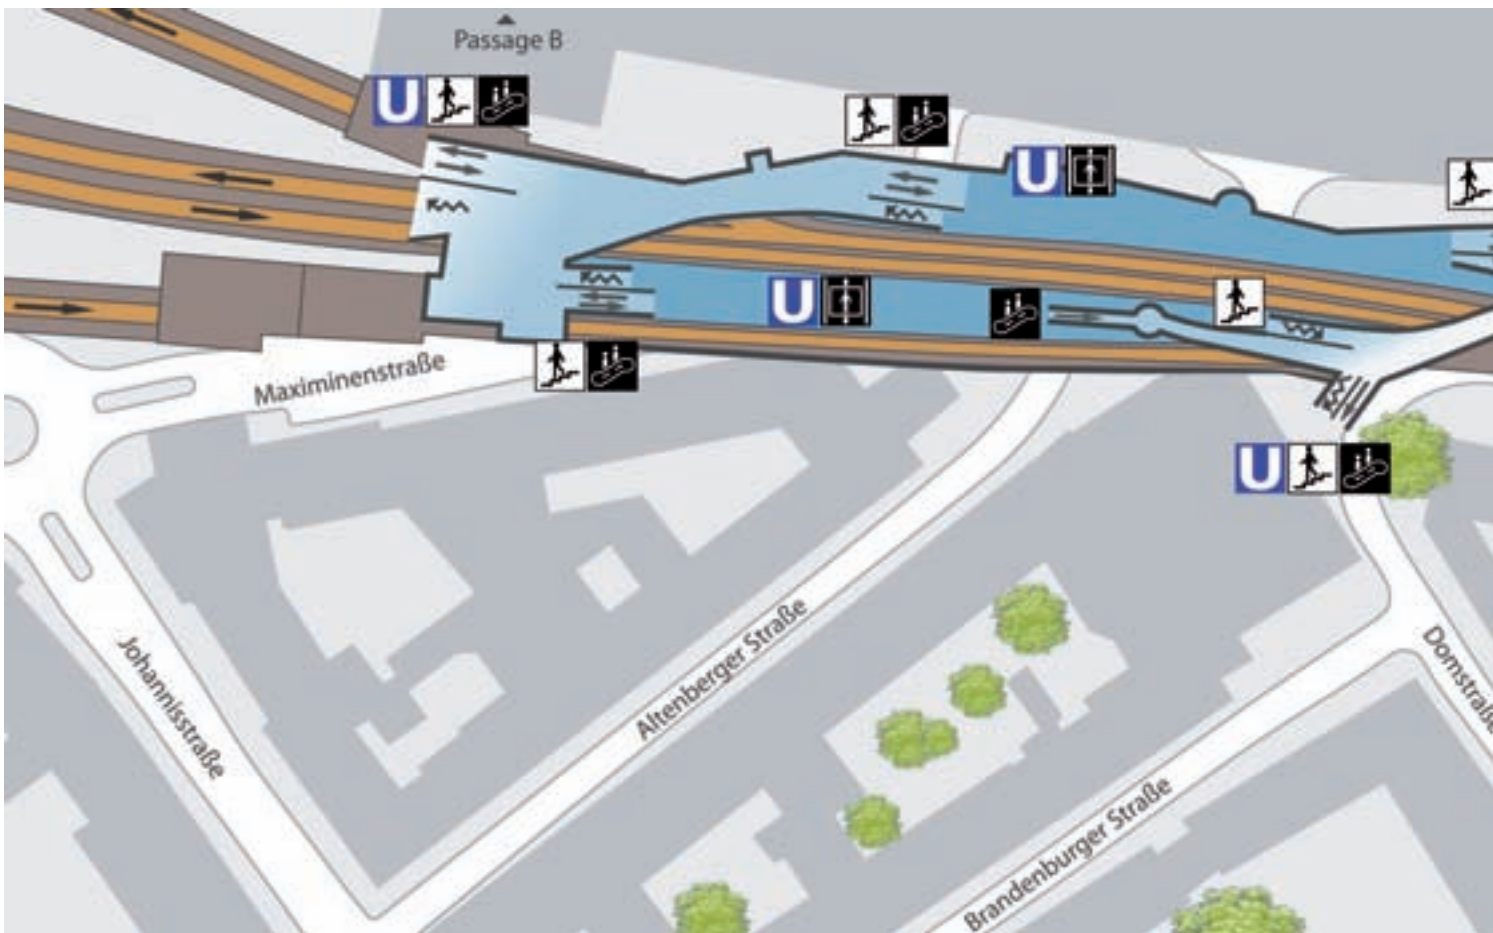 Passage B
U
U
U
Maximinenstraße
U
Johannisstraße
Altenberger Straße
Domstraße
Brandenburger Straße